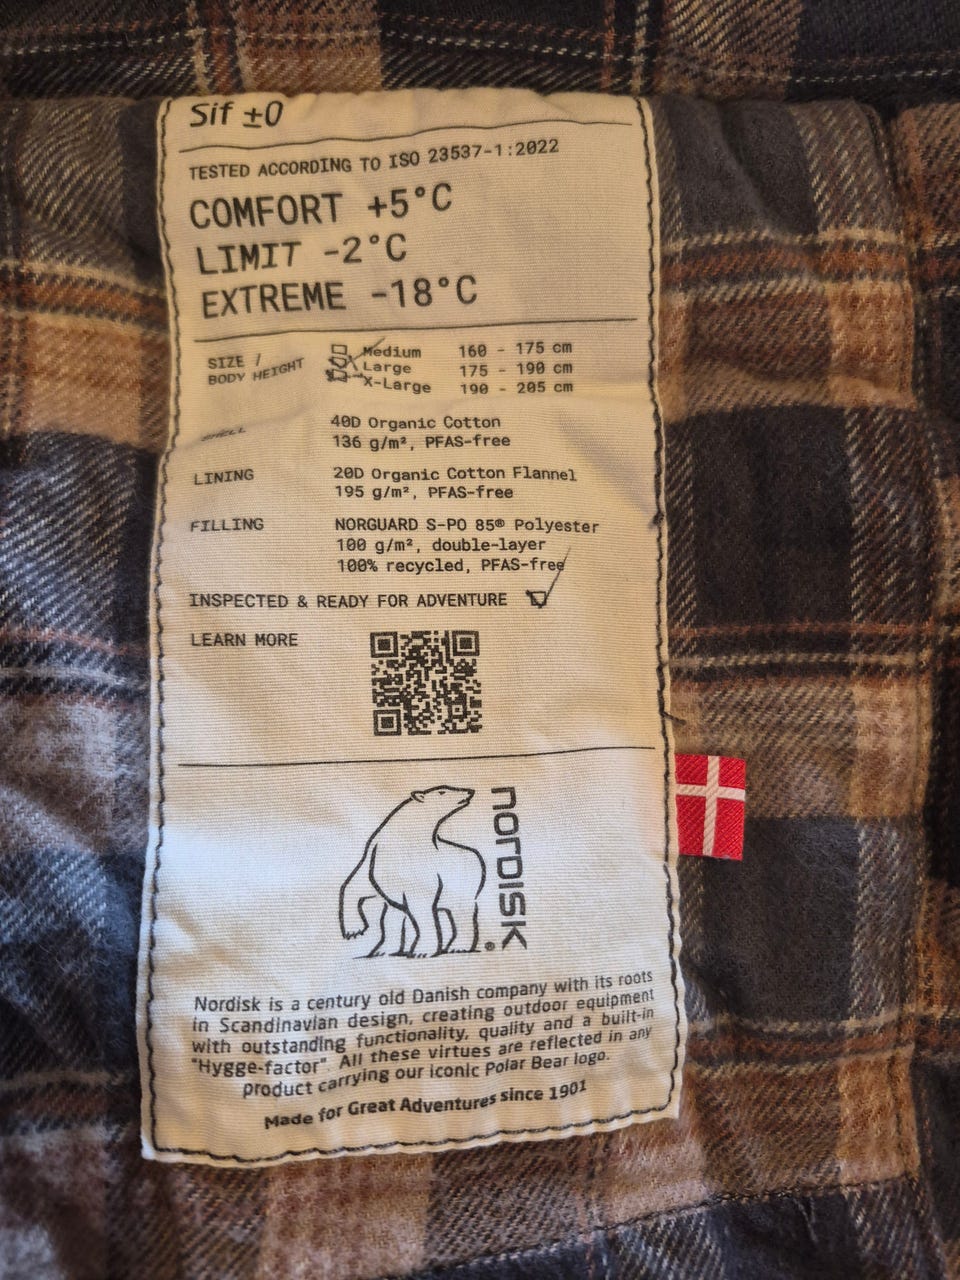 Sif ±0
TESTED ACCORDING TO ISO 23537-1:2022
COMFORT +5°C
LIMIT -2°C
EXTREME -18°C
SIZE / BODY HEIGHT
Medium 160 - 175 cm
Large 175 - 190 cm
X-Large 190 - 205 cm
SHELL 40D Organic Cotton
136 g/m², PFAS-free
LINING 20D Organic Cotton Flannel
195 g/m², PFAS-free
FILLING NORGUARD S-PO 85® Polyester
100 g/m², double-layer
100% recycled, PFAS-free
INSPECTED & READY FOR ADVENTURE
LEARN MORE
NORDISK®
Nordisk is a century old Danish company with its roots
in Scandinavian design, creating outdoor equipment
with outstanding functionality, quality and a built-in
"Hygge-factor". All these virtues are reflected in any
product carrying our iconic Polar Bear logo.
Made for Great Adventures since 1901